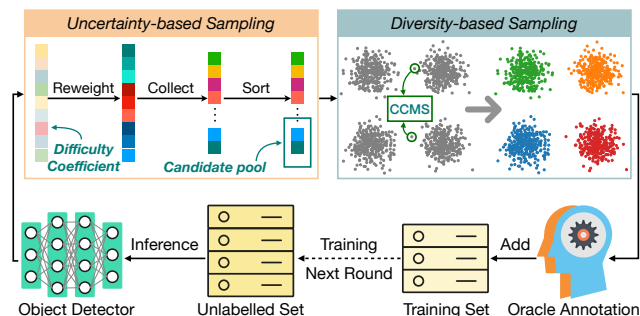 Uncertainty-based Sampling
Diversity-based Sampling
Reweight
Collect
Sort
Difficulty
Coefficient
Candidate pool
CCMS
Inference
Training
Next Round
Add
Object Detector
Unlabelled Set
Training Set
Oracle Annotation